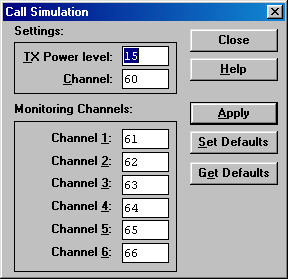 Call Simulation
Settings:
TX Power level: 15
Channel: 60
Close
Help
Monitoring Channels:
Apply
Channel 1: 61
Set Defaults
Channel 2: 62
Get Defaults
Channel 3: 63
Channel 4: 64
Channel 5: 65
Channel 6: 66